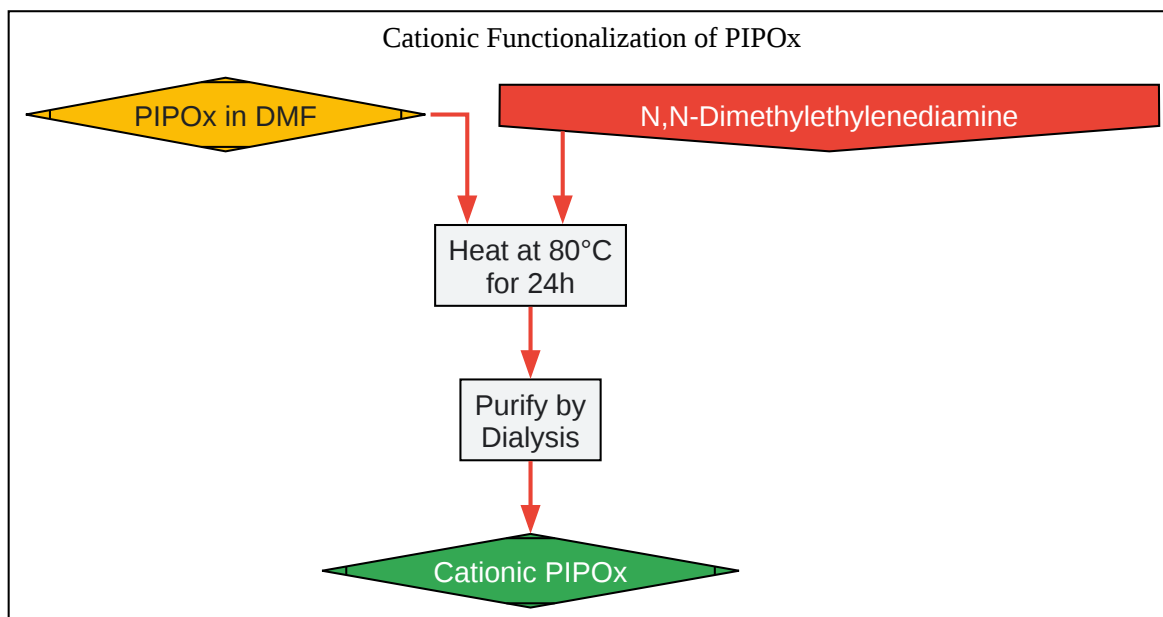 Cationic Functionalization of PIPOx
PIPOx in DMF
N,N-Dimethylethylenediamine
Heat at 80°C
for 24h
Purify by
Dialysis
Cationic PIPOx